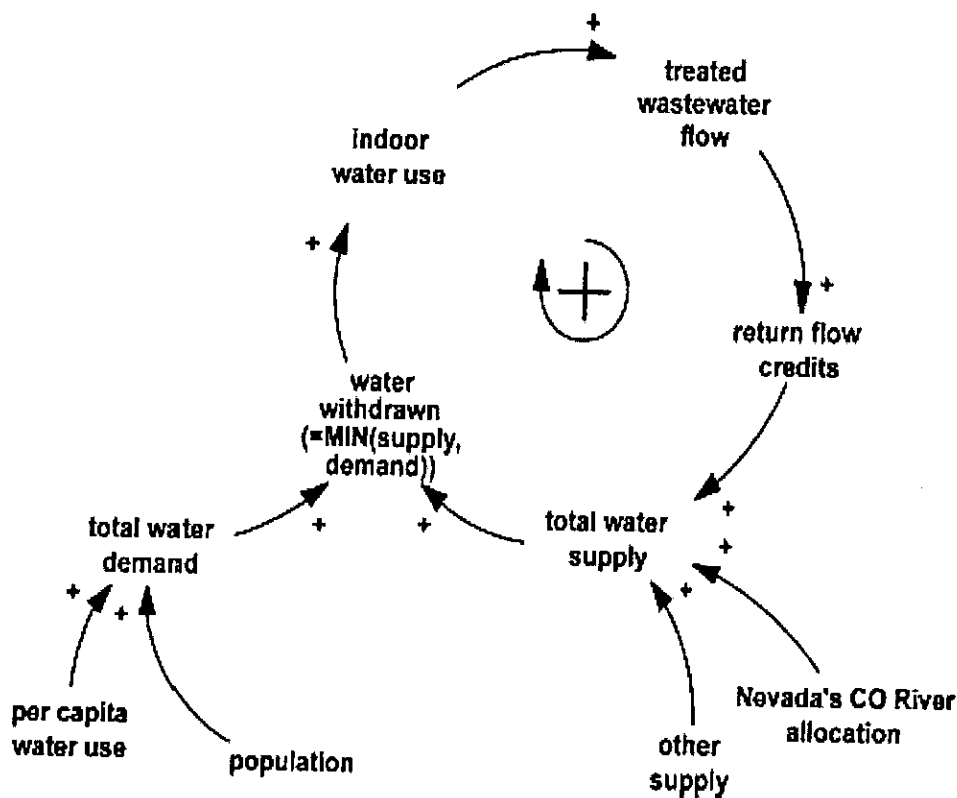 +
treated
wastewater
flow
indoor
water use
+
+
+
return flow
credits
water
withdrawn
(=MIN(supply,
demand))
total water
demand
+
+
total water
supply
+
+
+
+
+
per capita
water use
population
other
supply
Nevada's CO River
allocation